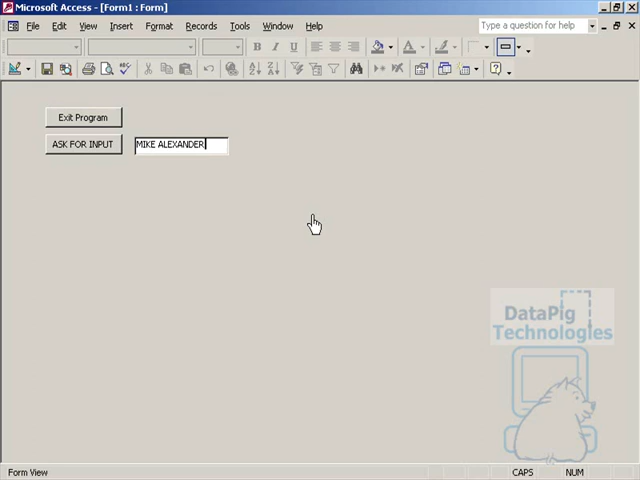 Microsoft Access - [Form1 : Form]
File Edit View Insert Format Records Tools Window Help
Type a question for help
Exit Program
ASK FOR INPUT
MIKE ALEXANDER
DataPig
Technologies
Form View
CAPS
NUM